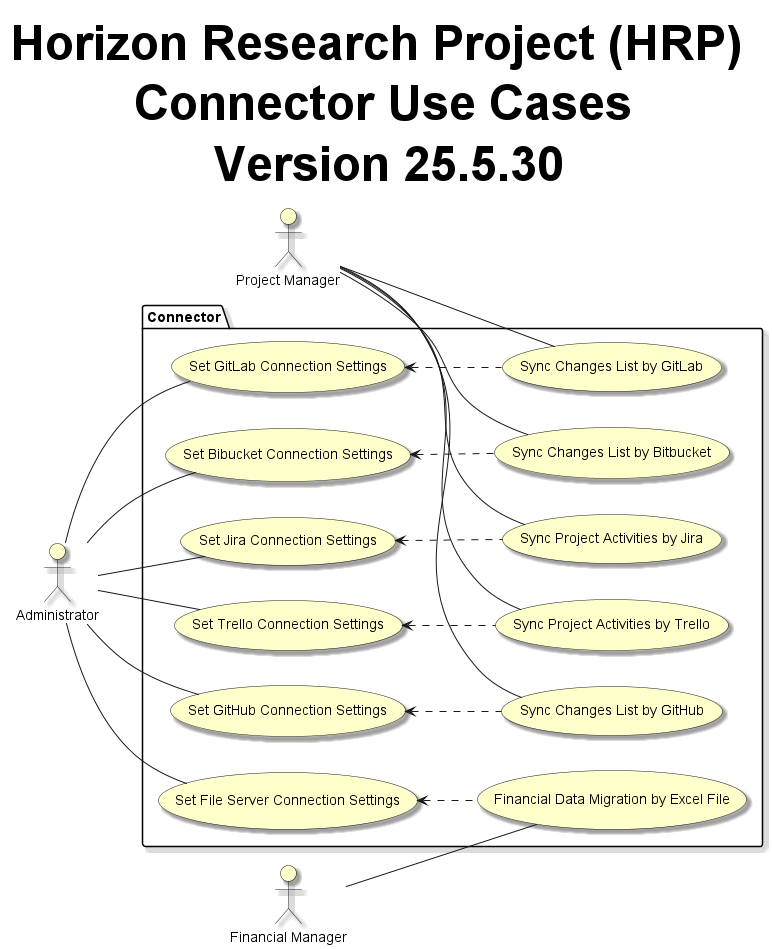 Horizon Research Project (HRP)
Connector Use Cases
Version 25.5.30
Project Manager
Connector
Set GitLab Connection Settings
Sync Changes List by GitLab
Set Bibucket Connection Settings
Sync Changes List by Bitbucket
Set Jira Connection Settings
Sync Project Activities by Jira
Administrator
Set Trello Connection Settings
Sync Project Activities by Trello
Set GitHub Connection Settings
Sync Changes List by GitHub
Set File Server Connection Settings
Financial Data Migration by Excel File
Financial Manager